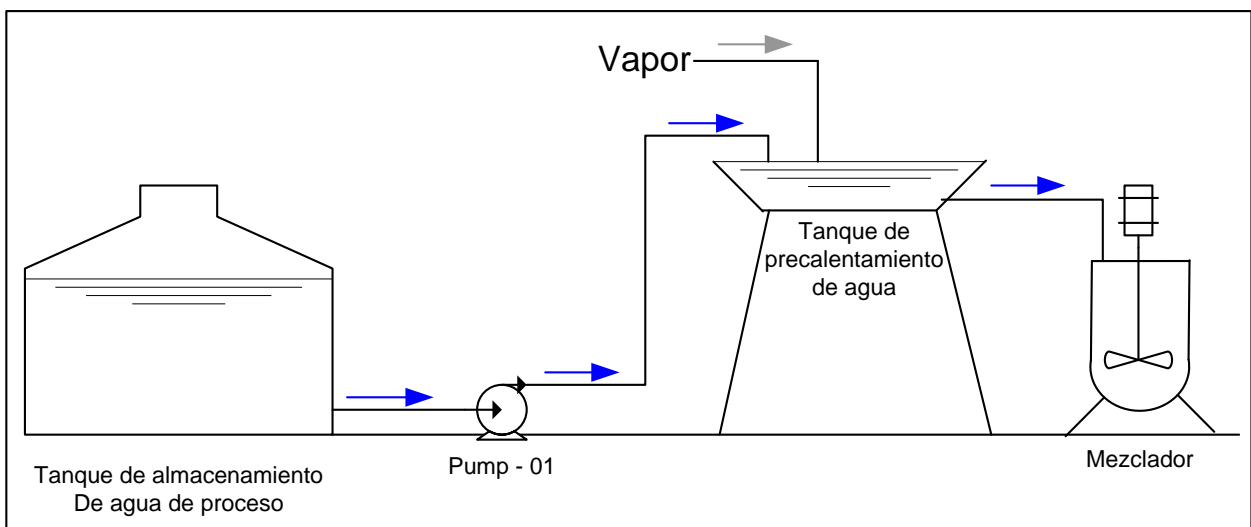 Vapor
Tanque de
precalentamiento
de agua
Tanque de almacenamiento
De agua de proceso
Pump - 01
Mezclador